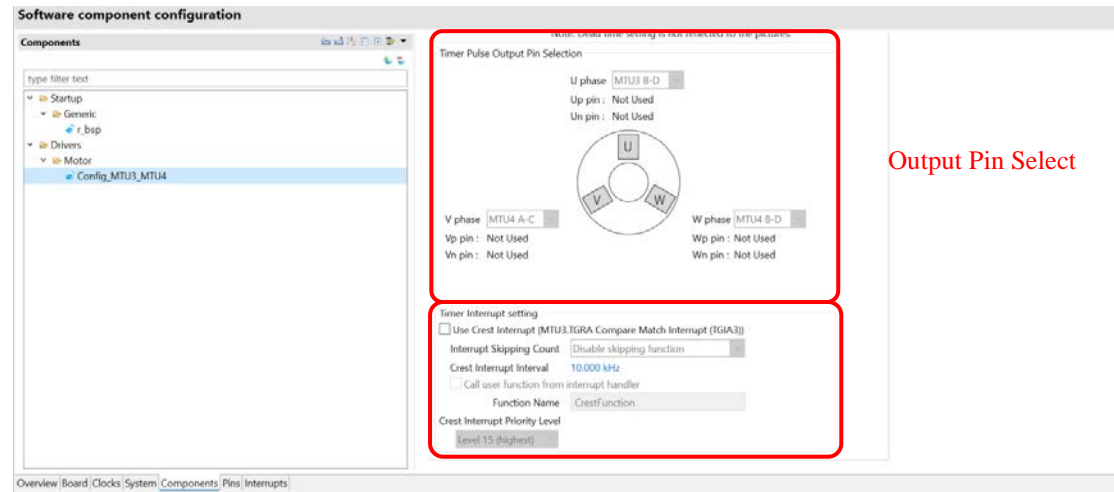 Software component configuration
Components
type filter text
Startup
Generic
r_bsp
Drivers
Motor
Config_MTU3_MTU4
Note: Dead time setting is not reflected to the pictures.
Timer Pulse Output Pin Selection
U phase MTU3 B-D
Up pin : Not Used
Un pin : Not Used
U
V W
Output Pin Select
V phase MTU4 A-C W phase MTU4 B-D
Vp pin : Not Used Wp pin : Not Used
Vn pin : Not Used Wn pin : Not Used
Timer Interrupt setting
Use Crest Interrupt (MTU3.TGRA Compare Match Interrupt (TGIA3))
Interrupt Skipping Count Disable skipping function
Crest Interrupt Interval 10.000 kHz
Call user function from interrupt handler
Function Name CrestFunction
Crest Interrupt Priority Level
Level 15 (highest)
Overview Board Clocks System Components Pins Interrupts